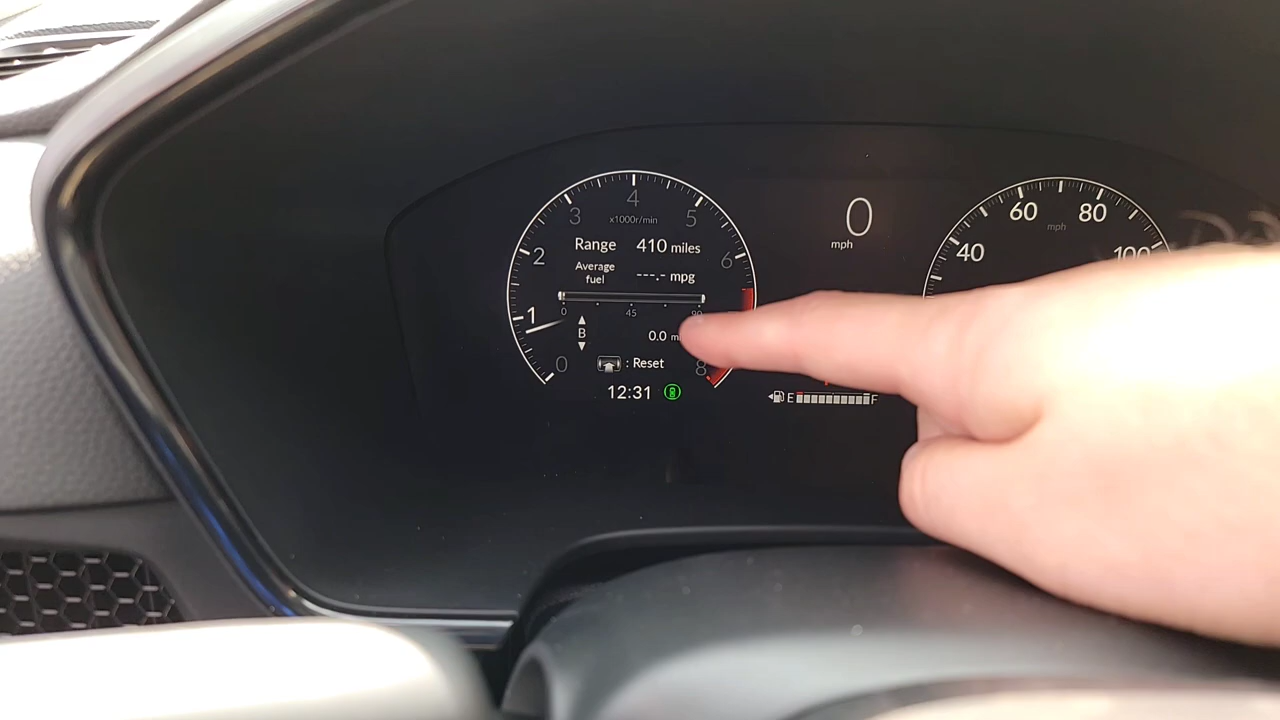 4
3
5
x1000r/min
2
Range 410 miles
6
Average
fuel
---.- mpg
1
0 45
B
0.0
0
: Reset
8
12:31
0
mph
E F
60 80
mph
40
100